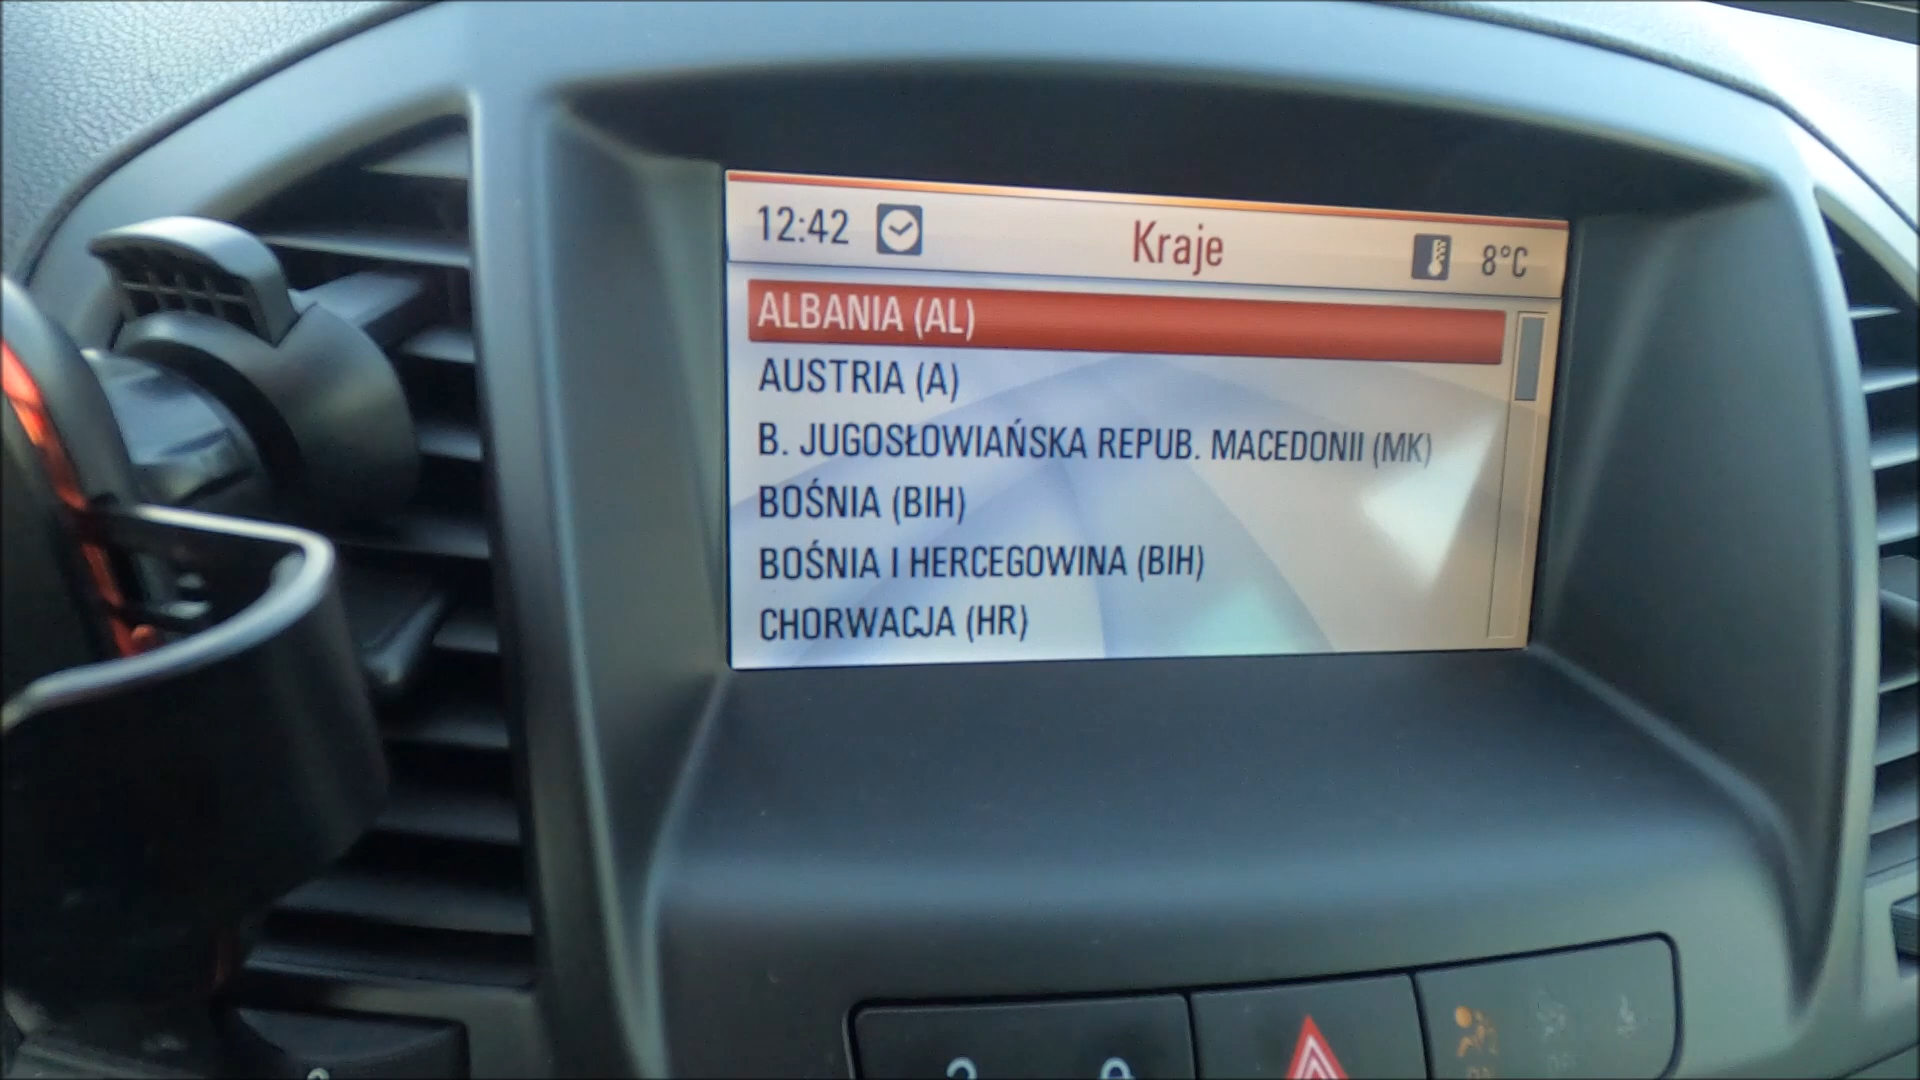 12:42 Kraje 8°C
ALBANIA (AL)
AUSTRIA (A)
B. JUGOSŁOWIAŃSKA REPUB. MACEDONII (MK)
BOŚNIA (BIH)
BOŚNIA I HERCEGOWINA (BIH)
CHORWACJA (HR)